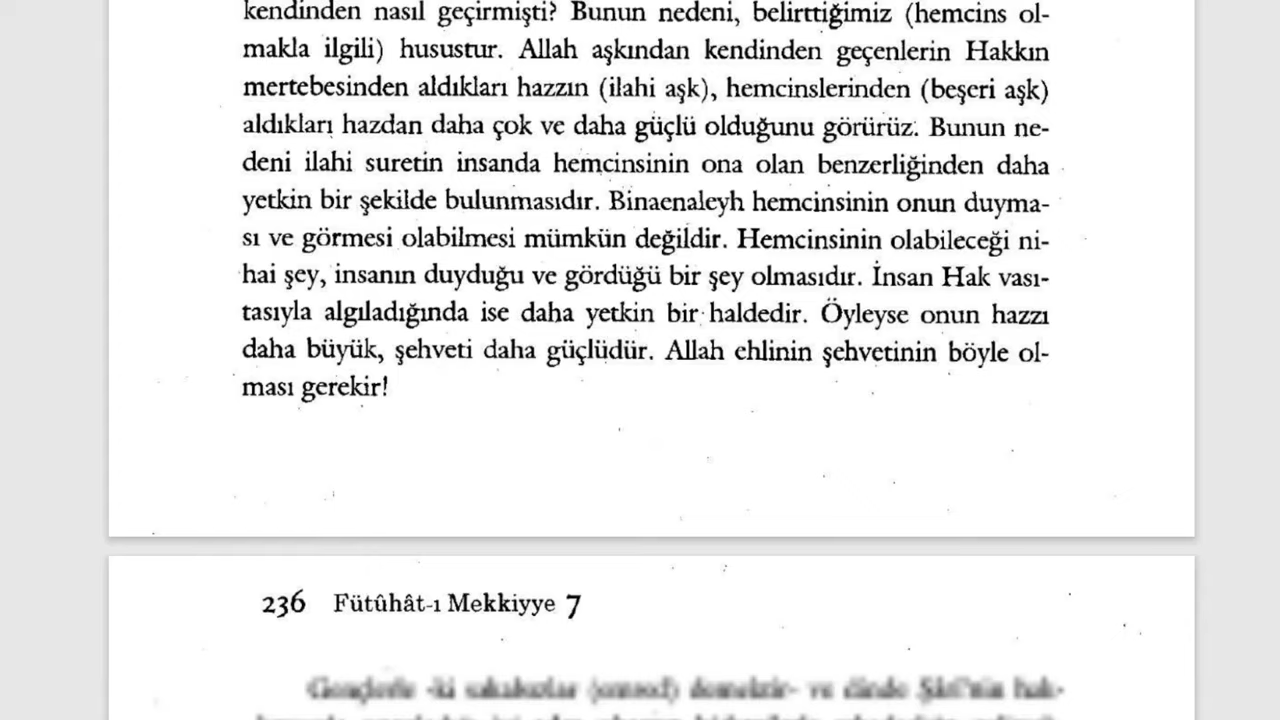 kendinden nasıl geçirmişti? Bunun nedeni, belirttiğimiz (hemcins ol-
makla ilgili) husustur. Allah aşkından kendinden geçenlerin Hakkın
mertebesinden aldıkları hazzın (ilahi aşk), hemcinslerinden (beşeri aşk)
aldıkları hazdan daha çok ve daha güçlü olduğunu görürüz. Bunun ne-
deni ilahi suretin insanda hemcinsinin ona olan benzerliğinden daha
yetkin bir şekilde bulunmasıdır. Binaenaleyh hemcinsinin onun duyma-
sı ve görmesi olabilmesi mümkün değildir. Hemcinsinin olabileceği ni-
hai şey, insanın duyduğu ve gördüğü bir şey olmasıdır. İnsan Hak vası-
tasıyla algıladığında ise daha yetkin bir haldedir. Öyleyse onun hazzı
daha büyük, şehveti daha güçlüdür. Allah ehlinin şehvetinin böyle ol-
ması gerekir!
236 Fütûhât-ı Mekkiyye 7